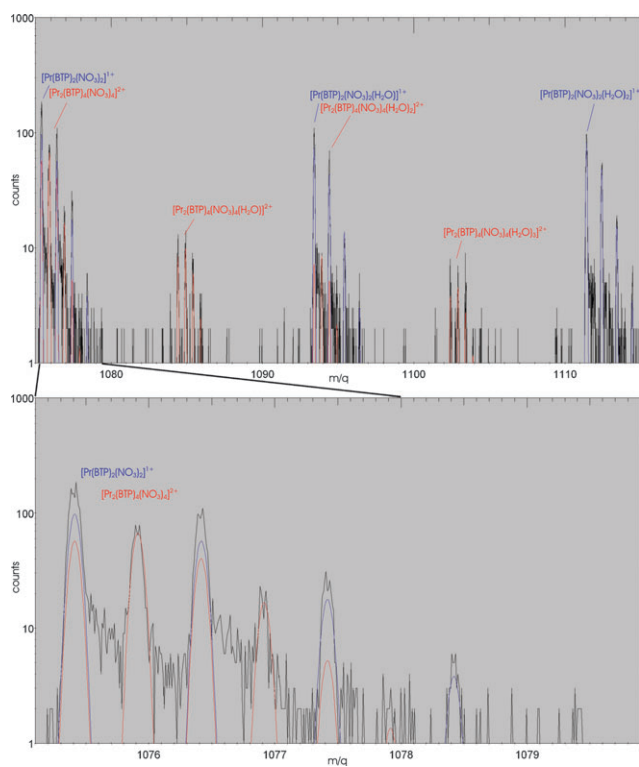 1000
[Pr(BTP)₂(NO₃)₂]¹⁺
[Pr₂(BTP)₄(NO₃)₄]²⁺
[Pr(BTP)₂(NO₃)₂(H₂O)]¹⁺
[Pr₂(BTP)₄(NO₃)₄(H₂O)₂]²⁺
[Pr(BTP)₂(NO₃)₂(H₂O)₂]¹⁺
100
counts
[Pr₂(BTP)₄(NO₃)₄(H₂O)]²⁺
[Pr₂(BTP)₄(NO₃)₄(H₂O)₃]²⁺
10
1
1080 1090 1100 1110
m/q
1000
[Pr(BTP)₂(NO₃)₂]¹⁺
[Pr₂(BTP)₄(NO₃)₄]²⁺
100
counts
10
1
1076 1077 1078 1079
m/q